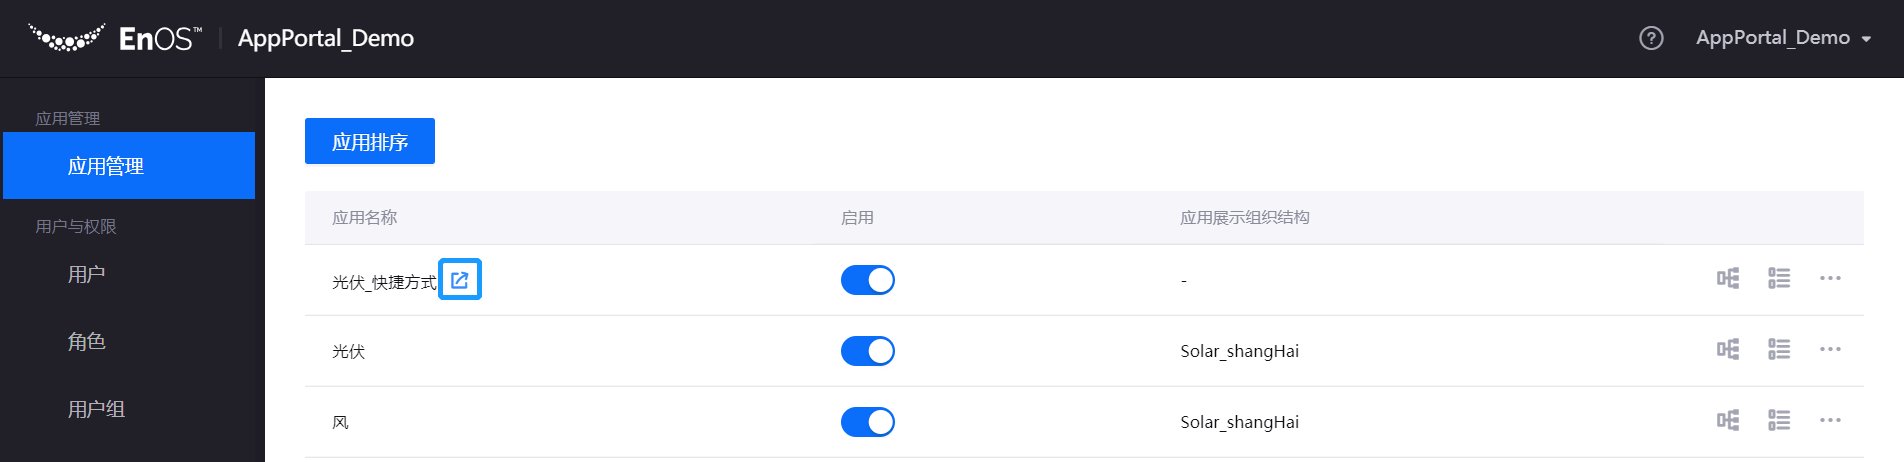 EnOS™ AppPortal_Demo
? AppPortal_Demo
应用管理
应用管理
用户与权限
用户
角色
用户组
应用排序
应用名称 启用 应用展示组织结构
光伏_快捷方式 -
光伏 Solar_shangHai
风 Solar_shangHai